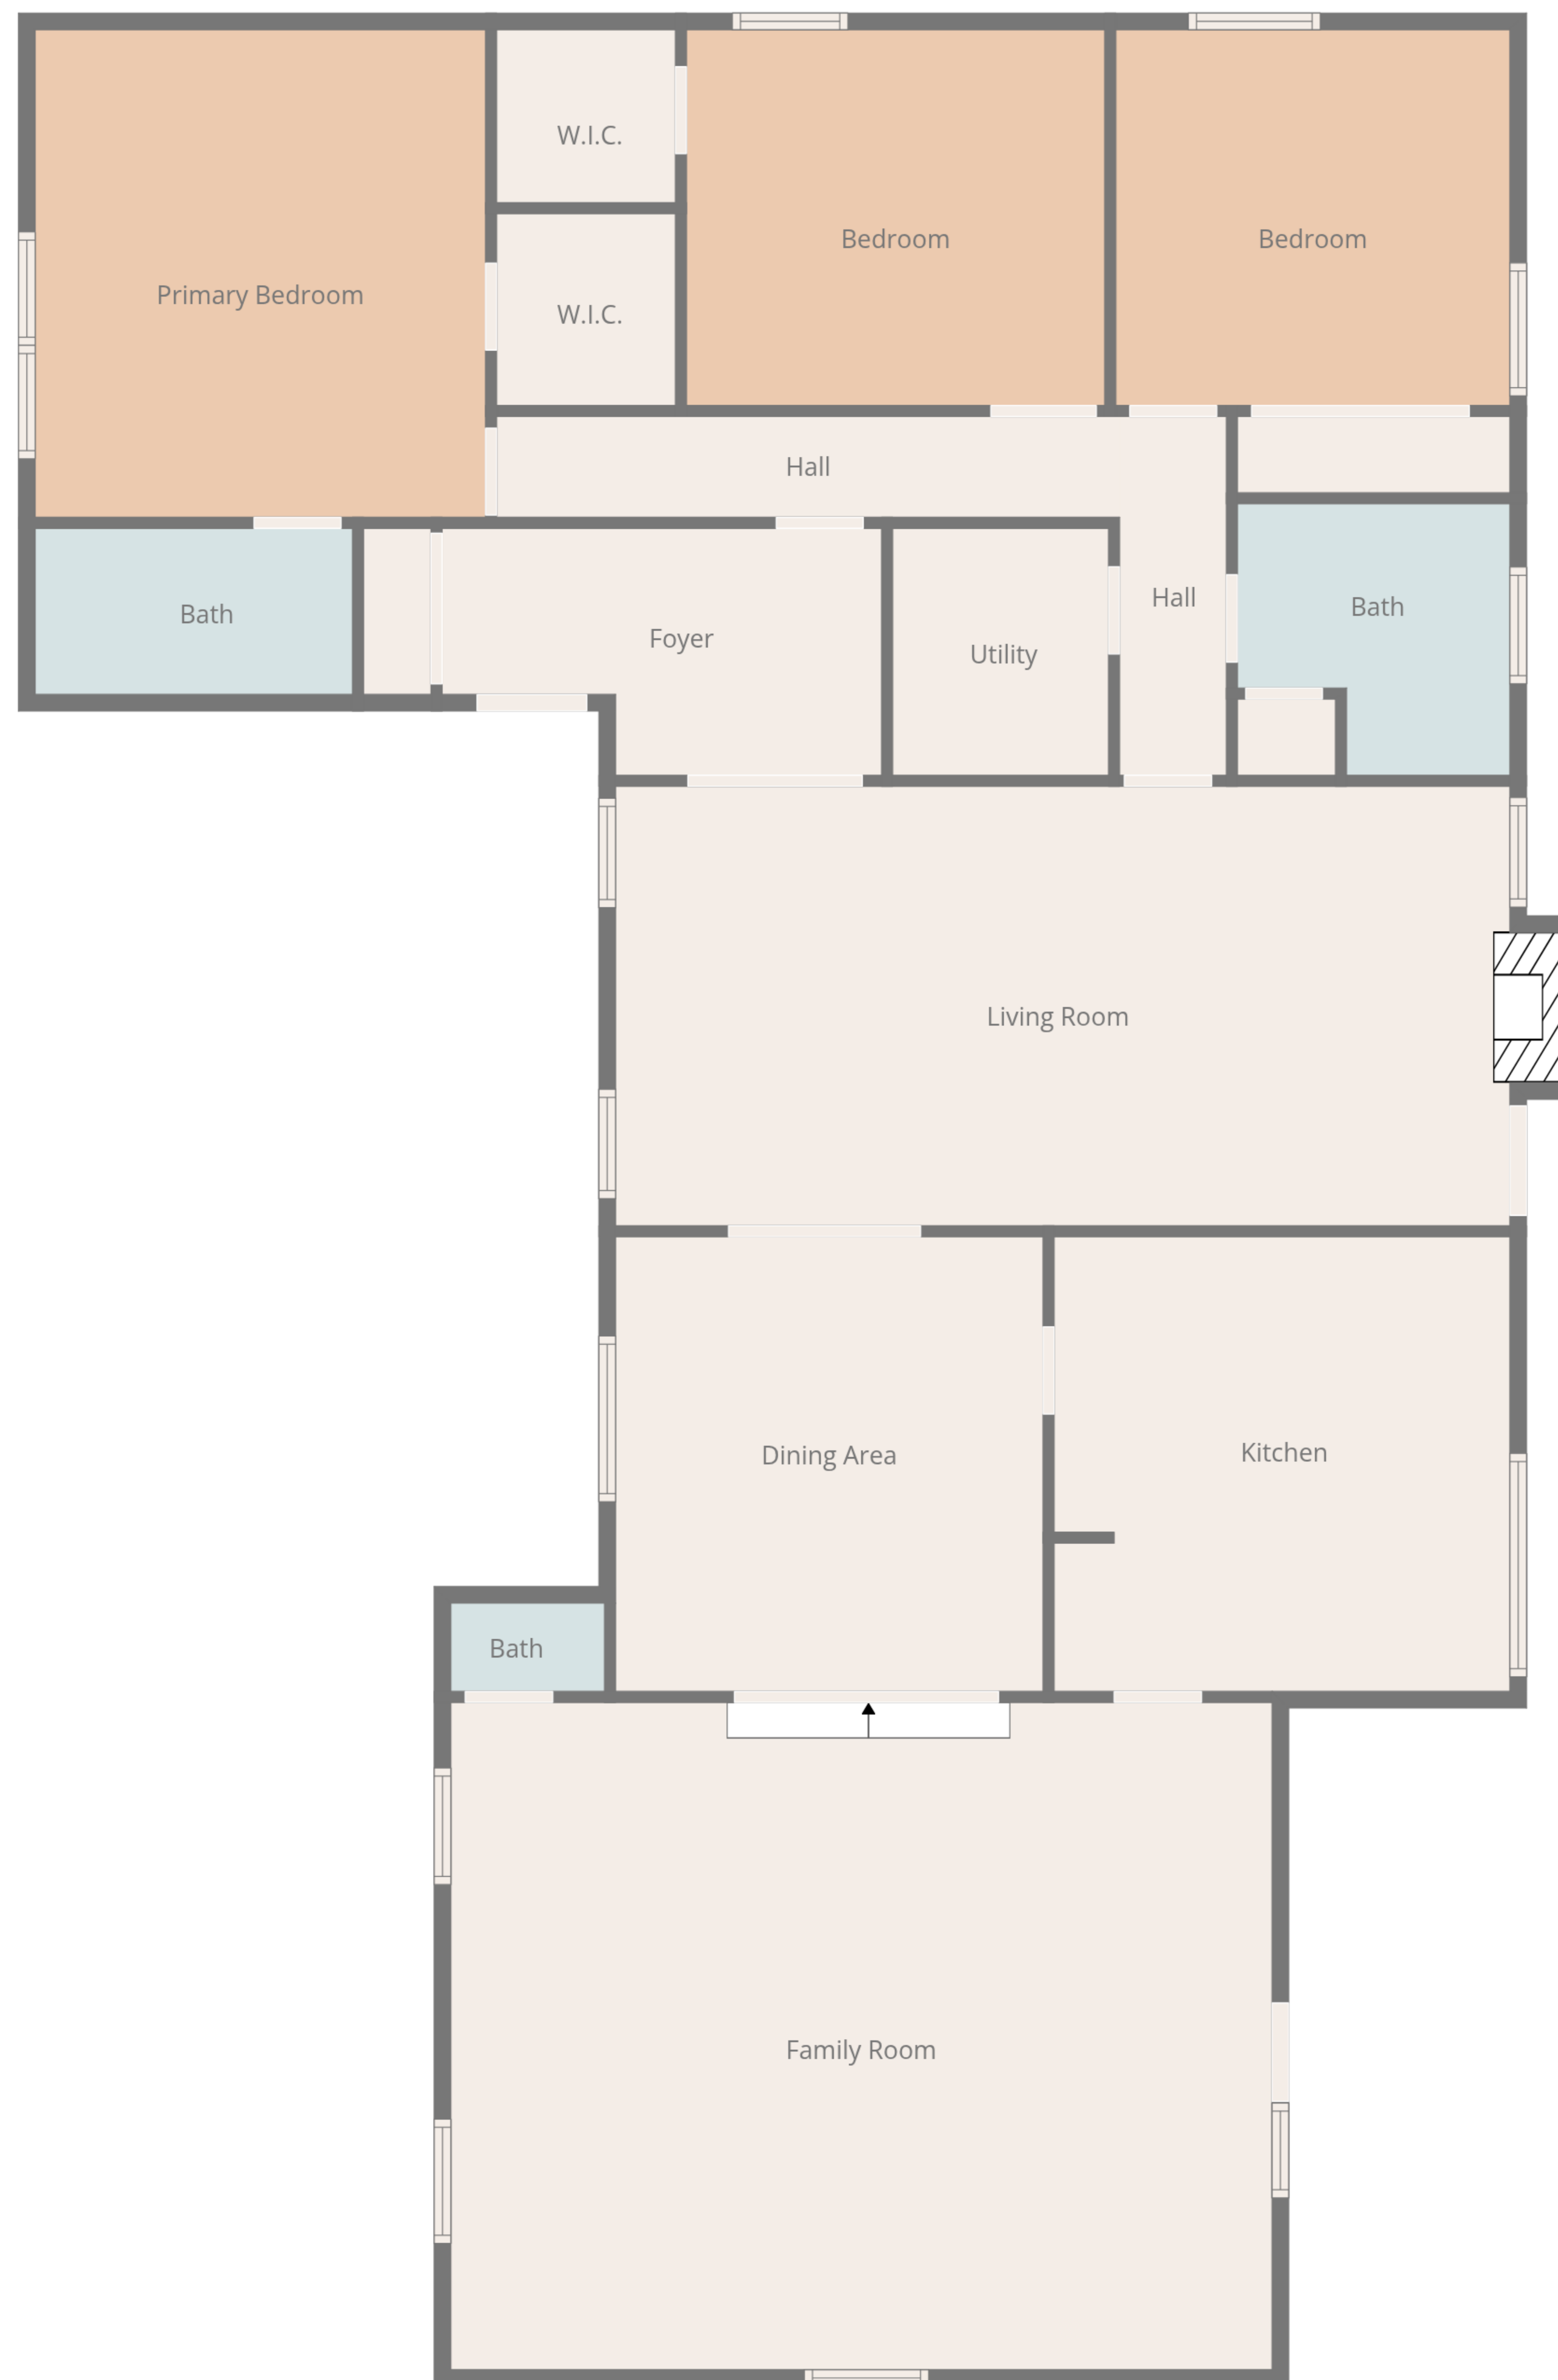 W.I.C.
Bedroom
Bedroom
Primary Bedroom
W.I.C.
Hall
Bath
Foyer
Utility
Hall
Bath
Living Room
Dining Area
Kitchen
Bath
Family Room